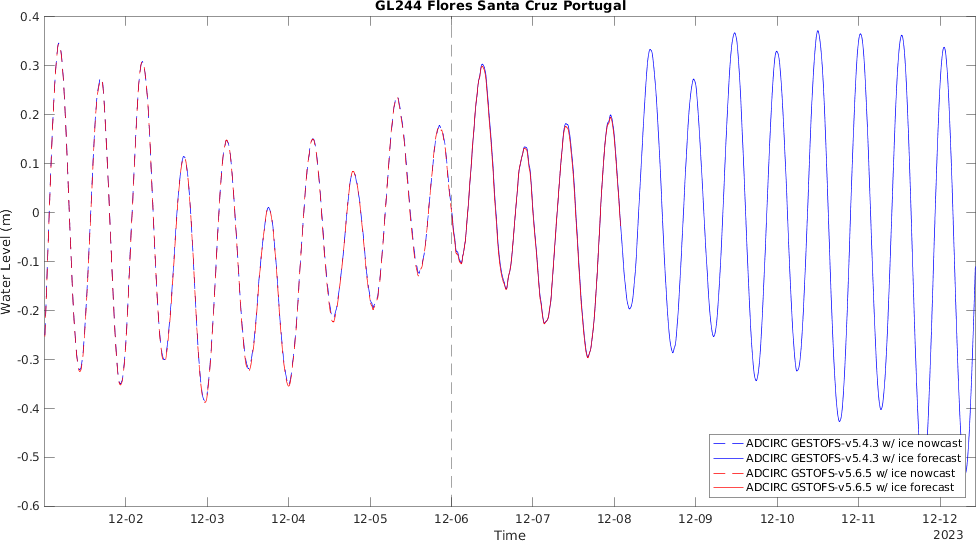 GL244 Flores Santa Cruz Portugal
0.4
0.3
0.2
0.1
0
-0.1
-0.2
-0.3
-0.4
-0.5
-0.6
Water Level (m)
ADCIRC GESTOFS-v5.4.3 w/ ice nowcast
ADCIRC GESTOFS-v5.4.3 w/ ice forecast
ADCIRC GSTOFS-v5.6.5 w/ ice nowcast
ADCIRC GSTOFS-v5.6.5 w/ ice forecast
12-02 12-03 12-04 12-05 12-06 12-07 12-08 12-09 12-10 12-11 12-12
Time 2023